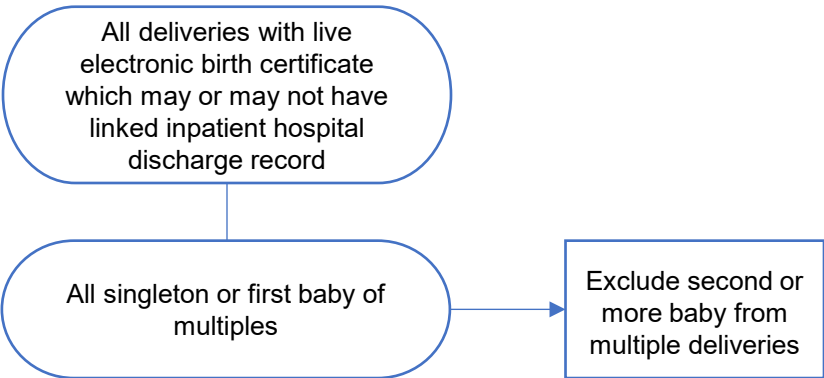 All deliveries with live
electronic birth certificate
which may or may not have
linked inpatient hospital
discharge record
All singleton or first baby of
multiples
Exclude second or
more baby from
multiple deliveries